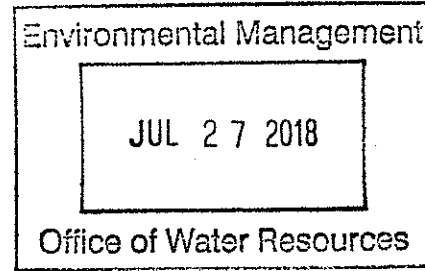 Environmental Management
JUL 27 2018
Office of Water Resources